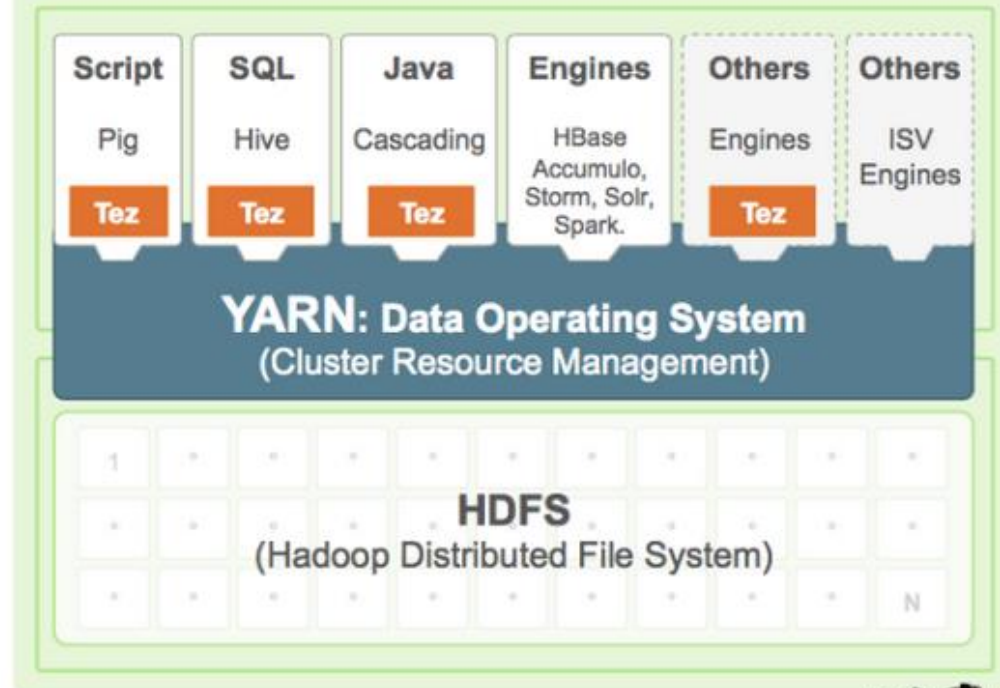 Script
Pig
Tez
SQL
Hive
Tez
Java
Cascading
Tez
Engines
HBase
Accumulo,
Storm, Solr,
Spark.
Others
Engines
Tez
Others
ISV
Engines
YARN: Data Operating System
(Cluster Resource Management)
1
HDFS
(Hadoop Distributed File System)
N